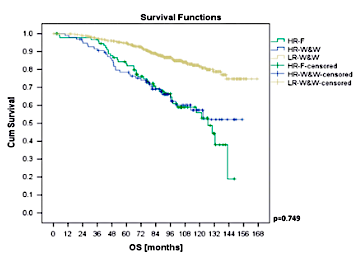 Survival Functions
HR-F
HR-W&W
LR-W&W
HR-F-censored
HR-W&W-censored
LR-W&W-censored
Cum Survival
1.0
0.9
0.8
0.7
0.6
0.5
0.4
0.3
0.2
0.1
0.0
0 12 24 36 48 60 72 84 96 108 120 132 144 156 168
OS [months]
p=0.749